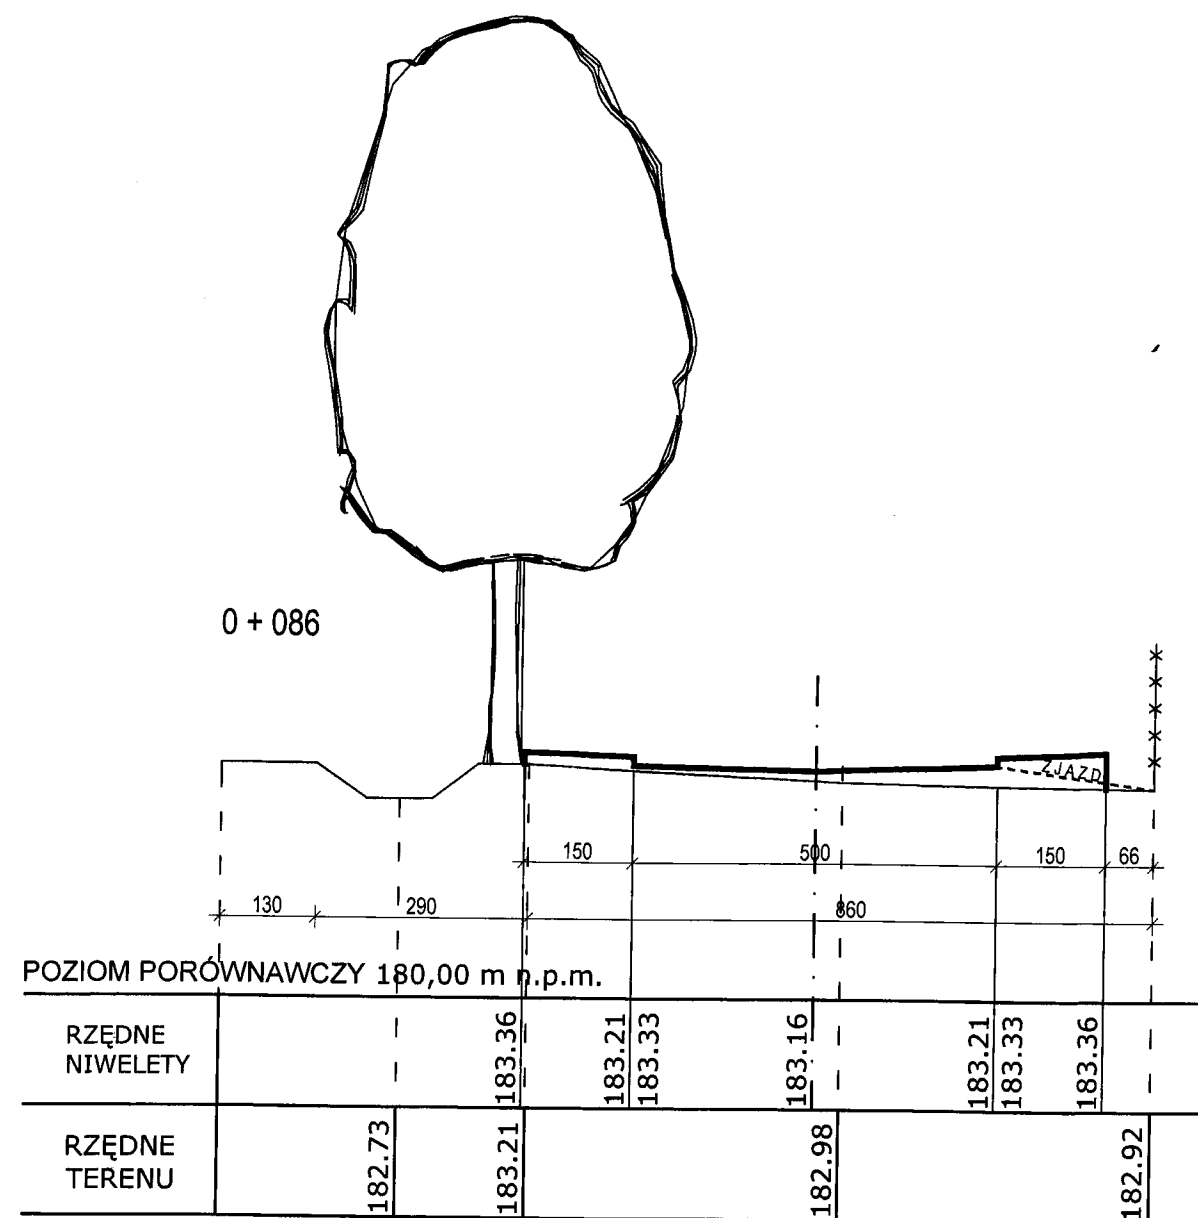 0 + 086
ZJAZD
150 500 150 66
130 290 860
POZIOM PORÓWNAWCZY 180,00 m n.p.m.
RZĘDNE
NIWELETY
183.36 183.21 183.33 183.16 183.21 183.33 183.36
RZĘDNE
TERENU
182.73 183.21 182.98 182.92